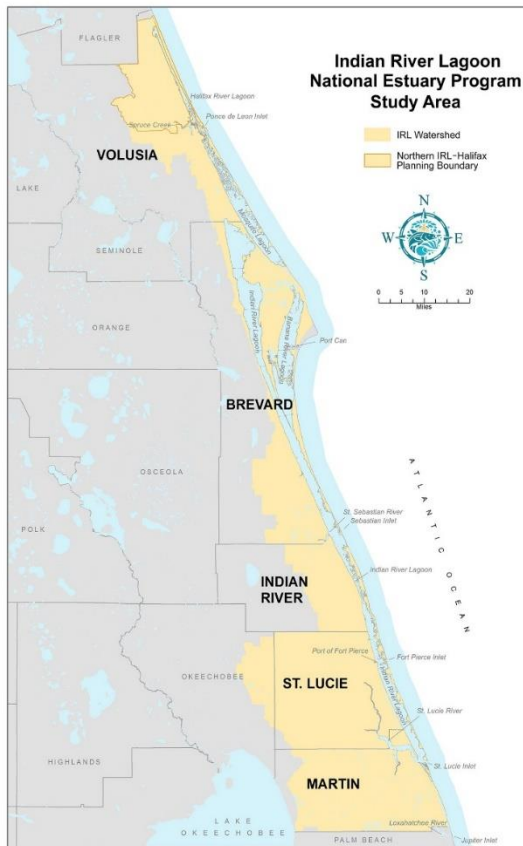 Indian River Lagoon
National Estuary Program
Study Area
IRL Watershed
Northern IRL-Halifax
Planning Boundary
N
W E
S
0 5 10 20
Miles
FLAGLER
Halifax River Lagoon
Ponce de Leon Inlet
Spruce Creek
VOLUSIA
LAKE
Mosquito Lagoon
SEMINOLE
Indian River Lagoon
Banana River Lagoon
ORANGE
Port Can
BREVARD
OSCEOLA
ATLANTIC OCEAN
St. Sebastian River
Sebastian Inlet
POLK
Indian River Lagoon
INDIAN
RIVER
Port of Fort Pierce
Fort Pierce Inlet
OKEECHOBEE
ST. LUCIE
Indian River Lagoon
St. Lucie River
HIGHLANDS
St. Lucie Inlet
MARTIN
LAKE
OKEECHOBEE
Loxahatchee River
PALM BEACH
Jupiter Inlet